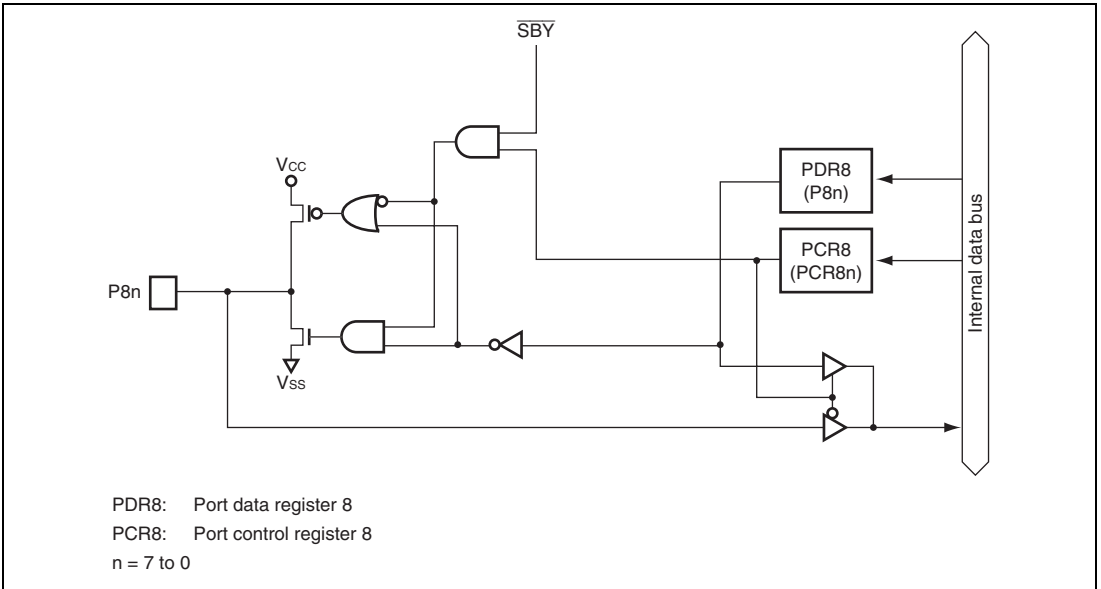 SBY
VCC
PDR8
(P8n)
PCR8
(PCR8n)
Internal data bus
P8n
VSS
PDR8: Port data register 8
PCR8: Port control register 8
n = 7 to 0